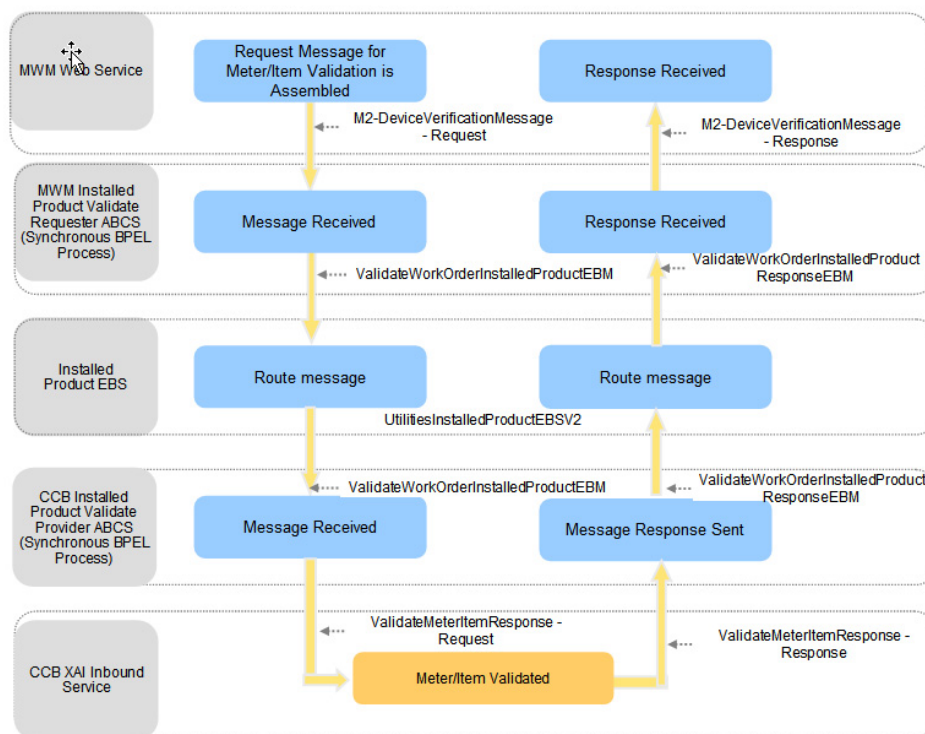 MWM Web Service
Request Message for
Meter/Item Validation is
Assembled
Response Received
M2-DeviceVerificationMessage
- Request
M2-DeviceVerificationMessage
- Response
MWM Installed
Product Validate
Requester ABCS
(Synchronous BPEL
Process)
Message Received
Response Received
ValidateWorkOrderInstalledProductEBM
ValidateWorkOrderInstalledProduct
ResponseEBM
Installed
Product EBS
Route message
Route message
UtilitiesInstalledProductEBSV2
CCB Installed
Product Validate
Provider ABCS
(Synchronous BPEL
Process)
ValidateWorkOrderInstalledProductEBM
ValidateWorkOrderInstalledProduct
ResponseEBM
Message Received
Message Response Sent
CCB XAI Inbound
Service
ValidateMeterItemResponse -
Request
ValidateMeterItemResponse -
Response
Meter/Item Validated